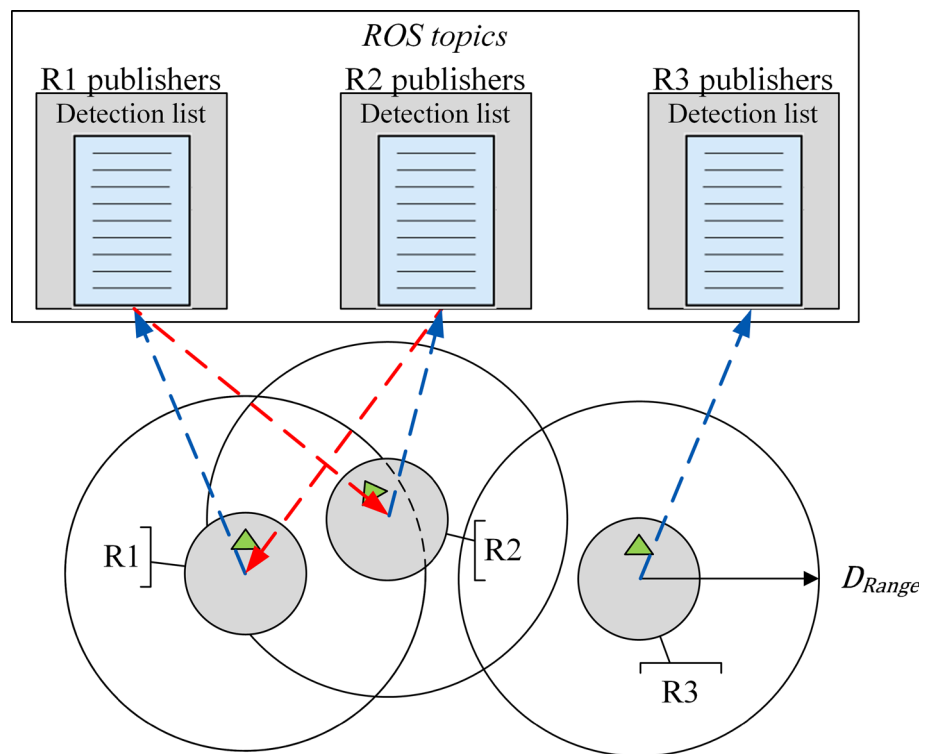 ROS topics
R1 publishers
R2 publishers
R3 publishers
Detection list
Detection list
Detection list
R1
R2
D_Range
R3